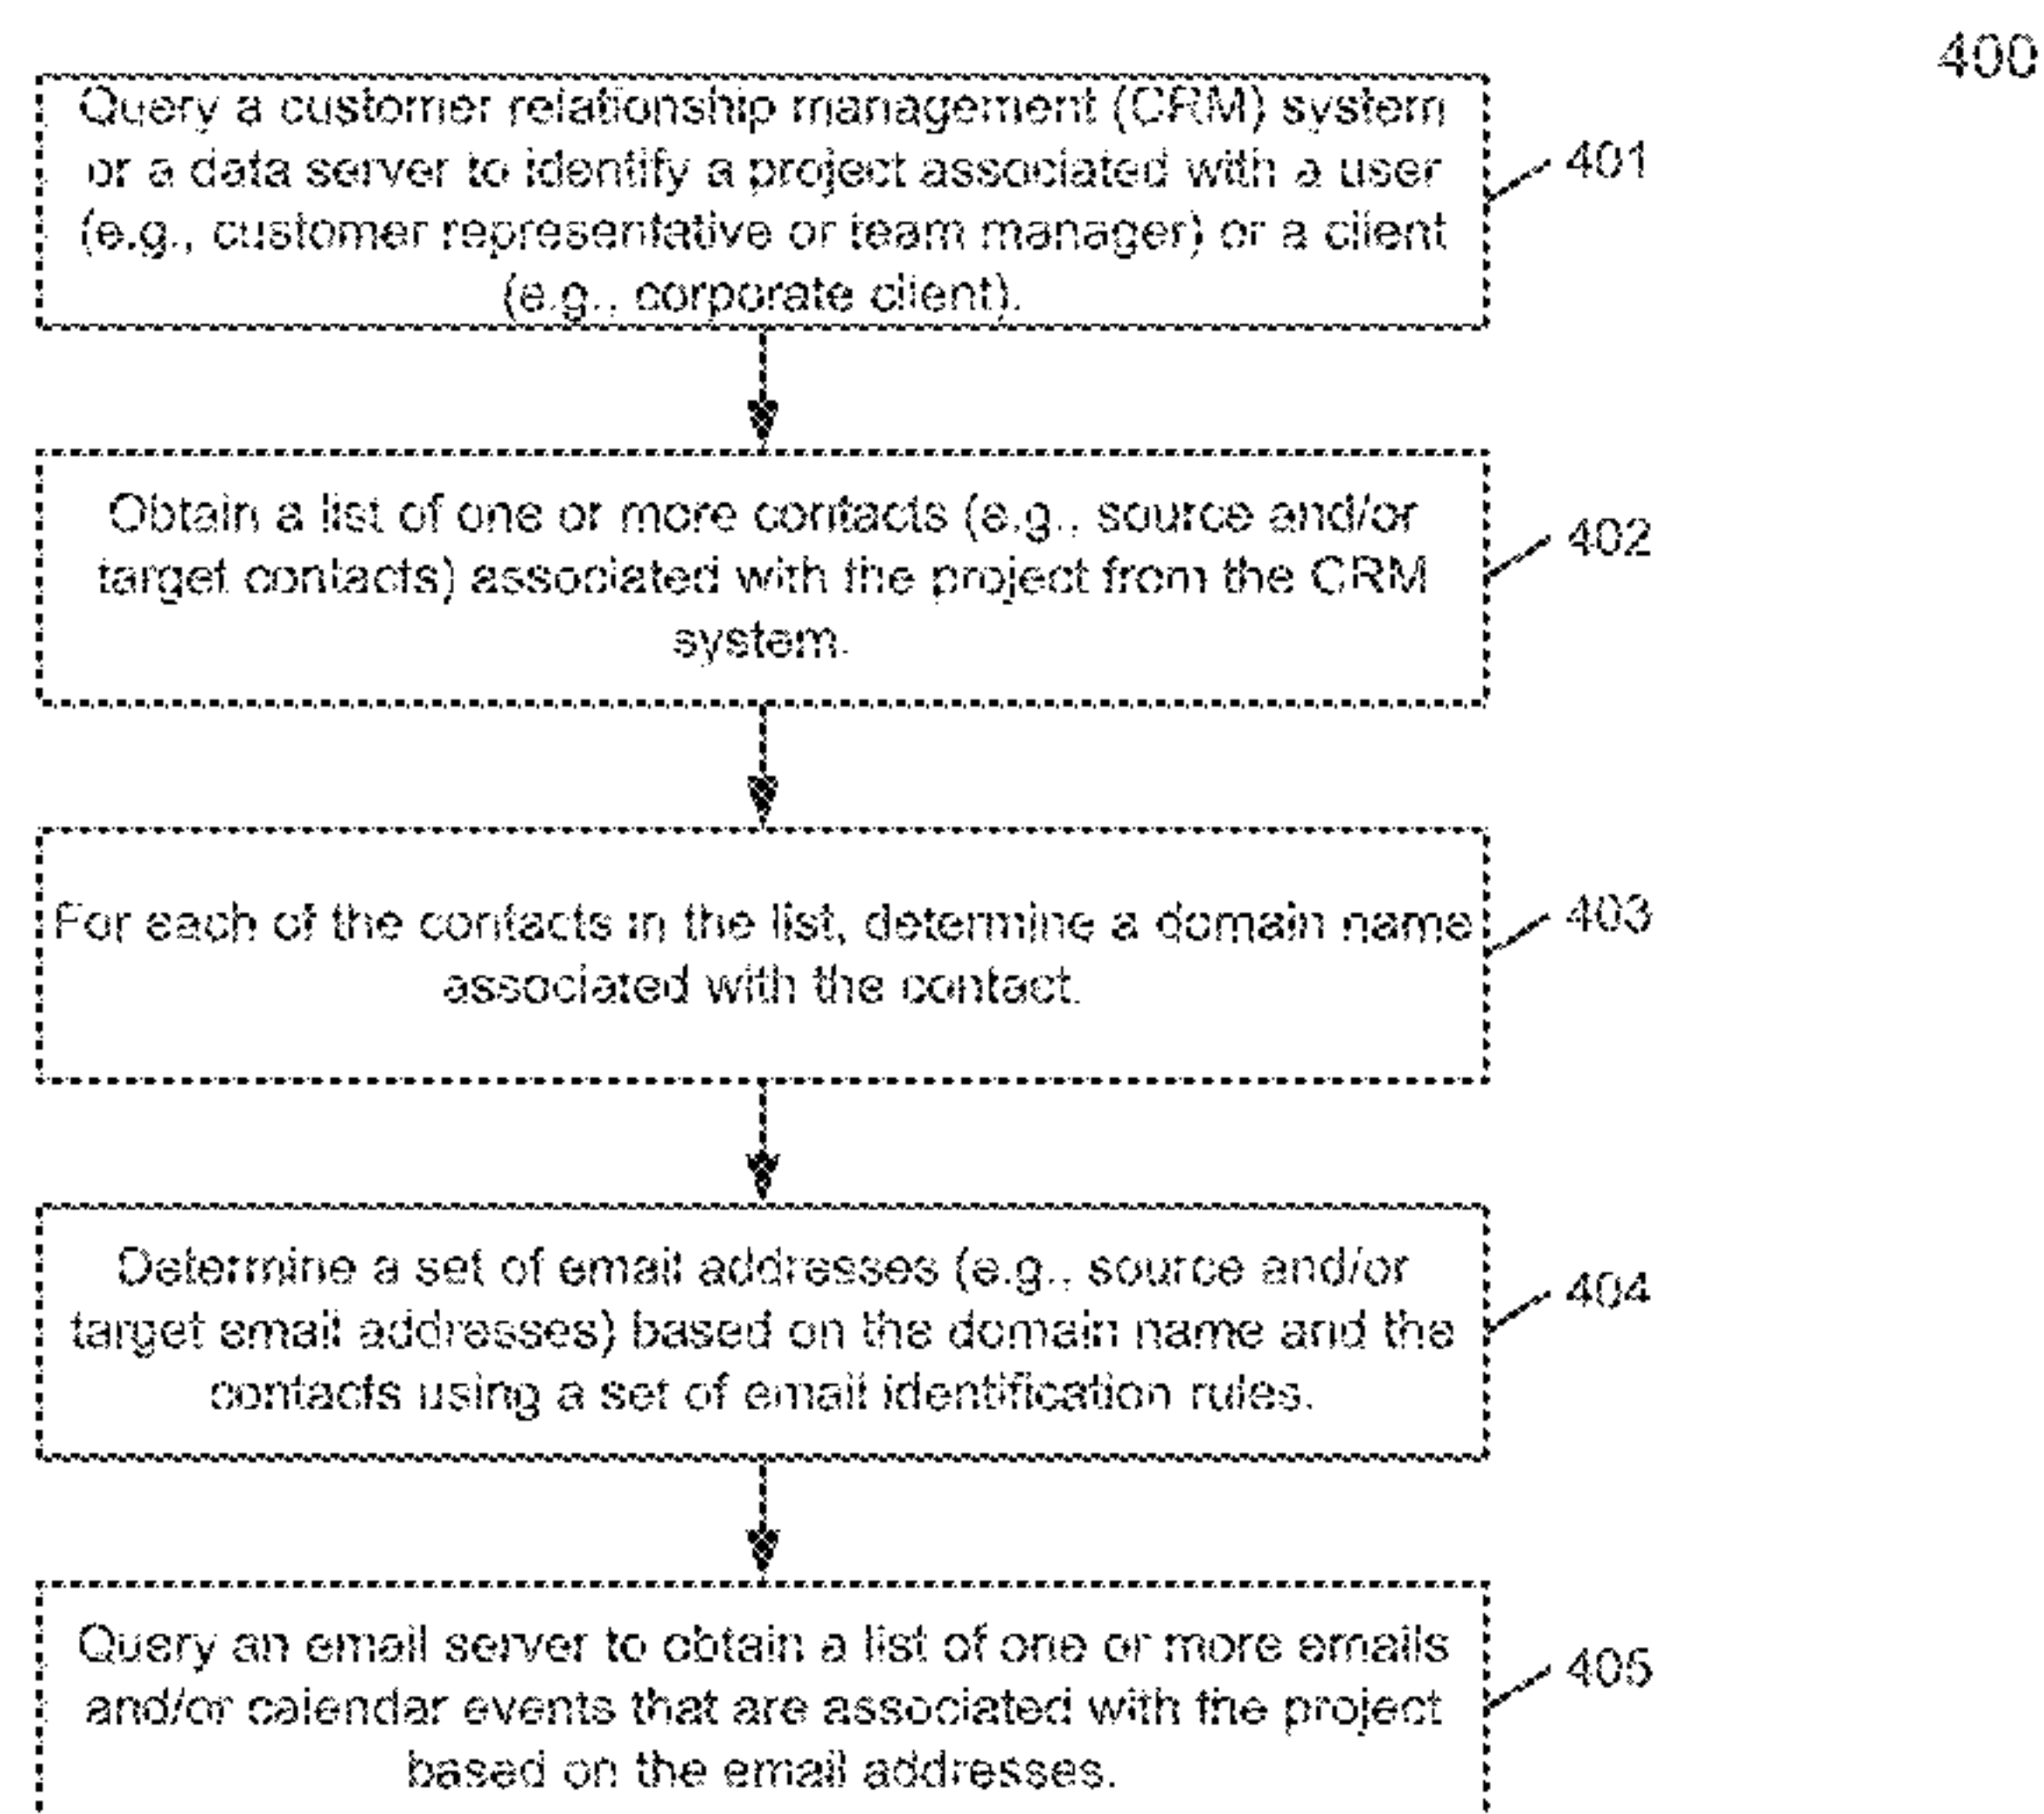 400
Query a customer relationship management (CRM) system
or a data server to identify a project associated with a user
(e.g., customer representative or team manager) or a client
(e.g., corporate client).
401
Obtain a list of one or more contacts (e.g., source and/or
target contacts) associated with the project from the CRM
system.
402
For each of the contacts in the list, determine a domain name
associated with the contact.
403
Determine a set of email addresses (e.g., source and/or
target email addresses) based on the domain name and the
contacts using a set of email identification rules.
404
Query an email server to obtain a list of one or more emails
and/or calendar events that are associated with the project
based on the email addresses.
405